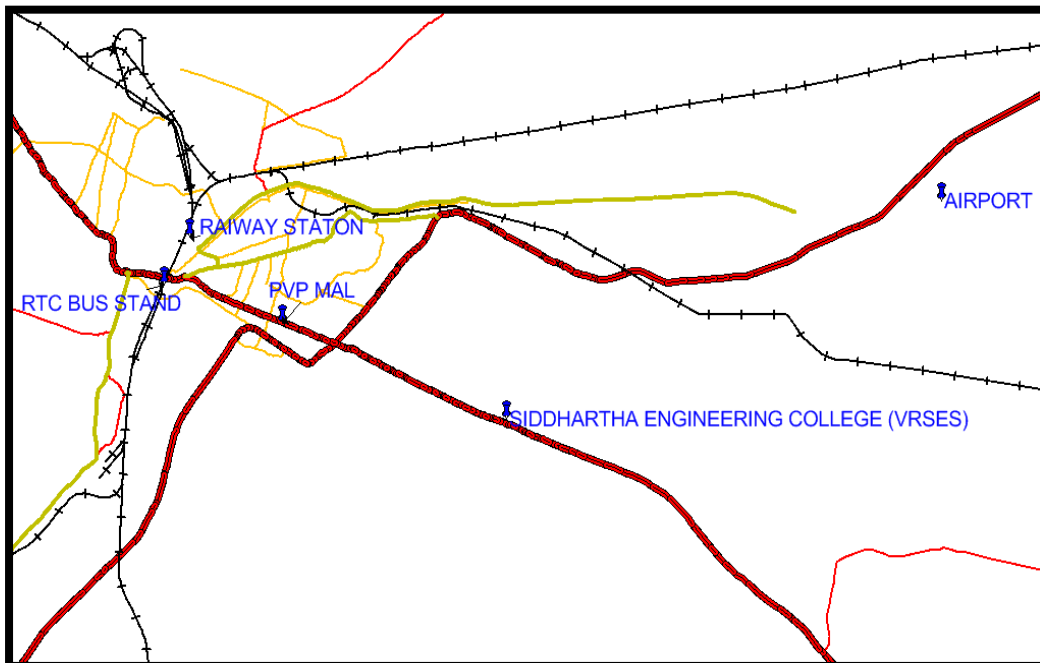 AIRPORT
RAIWAY STATON
PVP MAL
RTC BUS STAND
SIDDHARTHA ENGINEERING COLLEGE (VRSES)